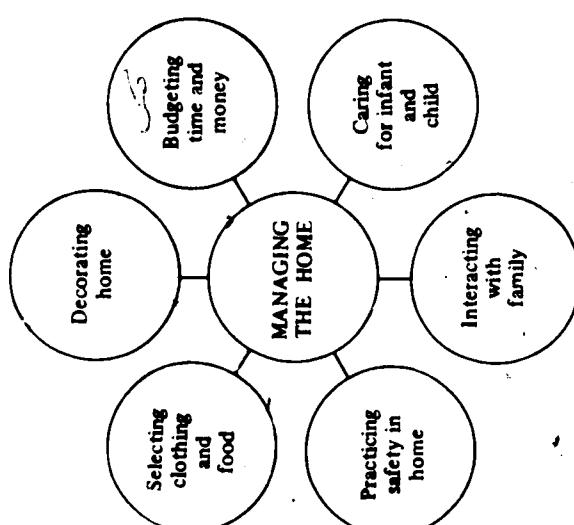 Decorating
home
Selecting
clothing
and
food
Budgeting
time and
money
MANAGING
THE HOME
Practicing
safety in
home
Caring
for infant
and
child
Interacting
with
family